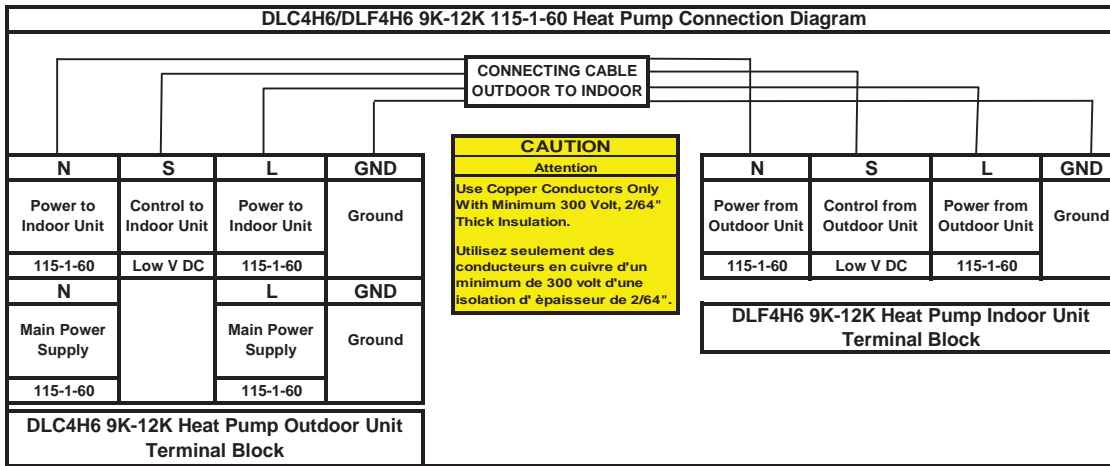 DLC4H6/DLF4H6 9K-12K 115-1-60 Heat Pump Connection Diagram
CONNECTING CABLE
OUTDOOR TO INDOOR
N S L GND
Power to Indoor Unit Control to Indoor Unit Power to Indoor Unit Ground
115-1-60 Low V DC 115-1-60
N L GND
Main Power Supply Main Power Supply Ground
115-1-60 115-1-60
DLC4H6 9K-12K Heat Pump Outdoor Unit
Terminal Block
CAUTION
Attention
Use Copper Conductors Only
With Minimum 300 Volt, 2/64"
Thick Insulation.
Utilisez seulement des
conducteurs en cuivre d'un
minimum de 300 volt d'une
isolation d' èpaisseur de 2/64".
N S L GND
Power from Outdoor Unit Control from Outdoor Unit Power from Outdoor Unit Ground
115-1-60 Low V DC 115-1-60
DLF4H6 9K-12K Heat Pump Indoor Unit
Terminal Block